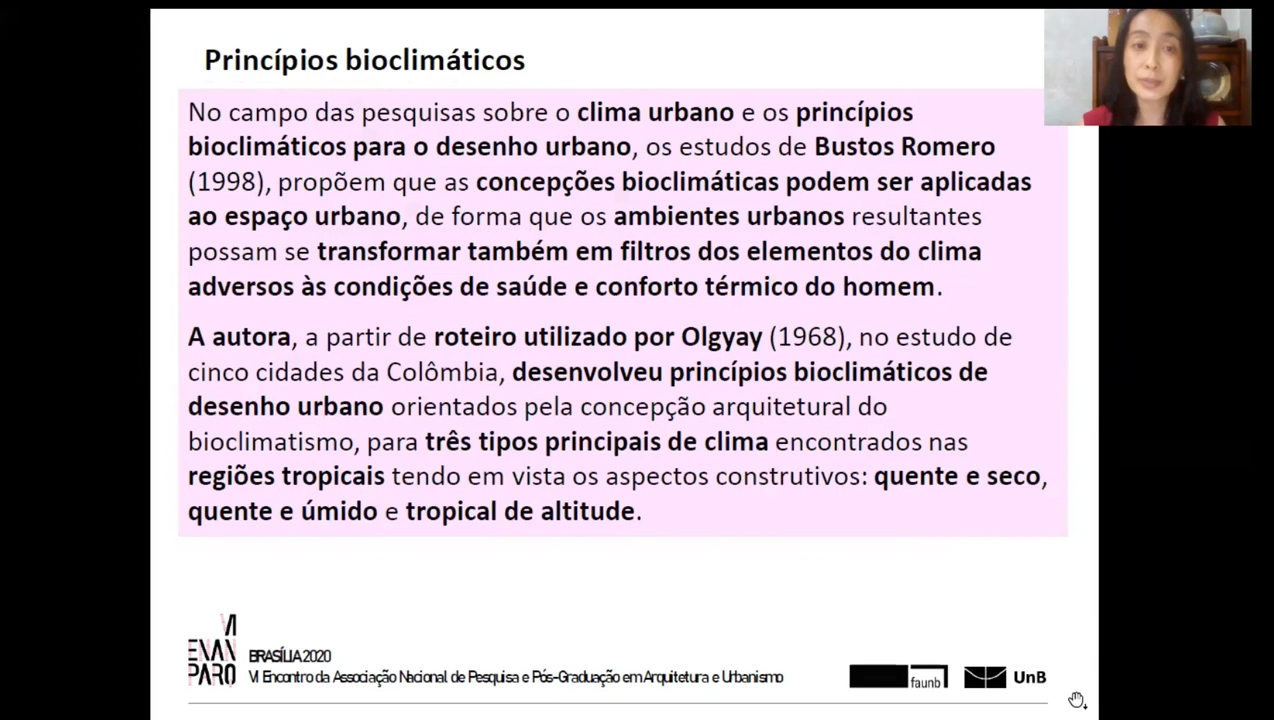 Princípios bioclimáticos
No campo das pesquisas sobre o clima urbano e os princípios
bioclimáticos para o desenho urbano, os estudos de Bustos Romero
(1998), propõem que as concepções bioclimáticas podem ser aplicadas
ao espaço urbano, de forma que os ambientes urbanos resultantes
possam se transformar também em filtros dos elementos do clima
adversos às condições de saúde e conforto térmico do homem.
A autora, a partir de roteiro utilizado por Olgyay (1968), no estudo de
cinco cidades da Colômbia, desenvolveu princípios bioclimáticos de
desenho urbano orientados pela concepção arquitetural do
bioclimatismo, para três tipos principais de clima encontrados nas
regiões tropicais tendo em vista os aspectos construtivos: quente e seco,
quente e úmido e tropical de altitude.
VI
ENAN
PARQ
BRASÍLIA 2020
VI Encontro da Associação Nacional de Pesquisa e Pós-Graduação em Arquitetura e Urbanismo
faunb
UnB